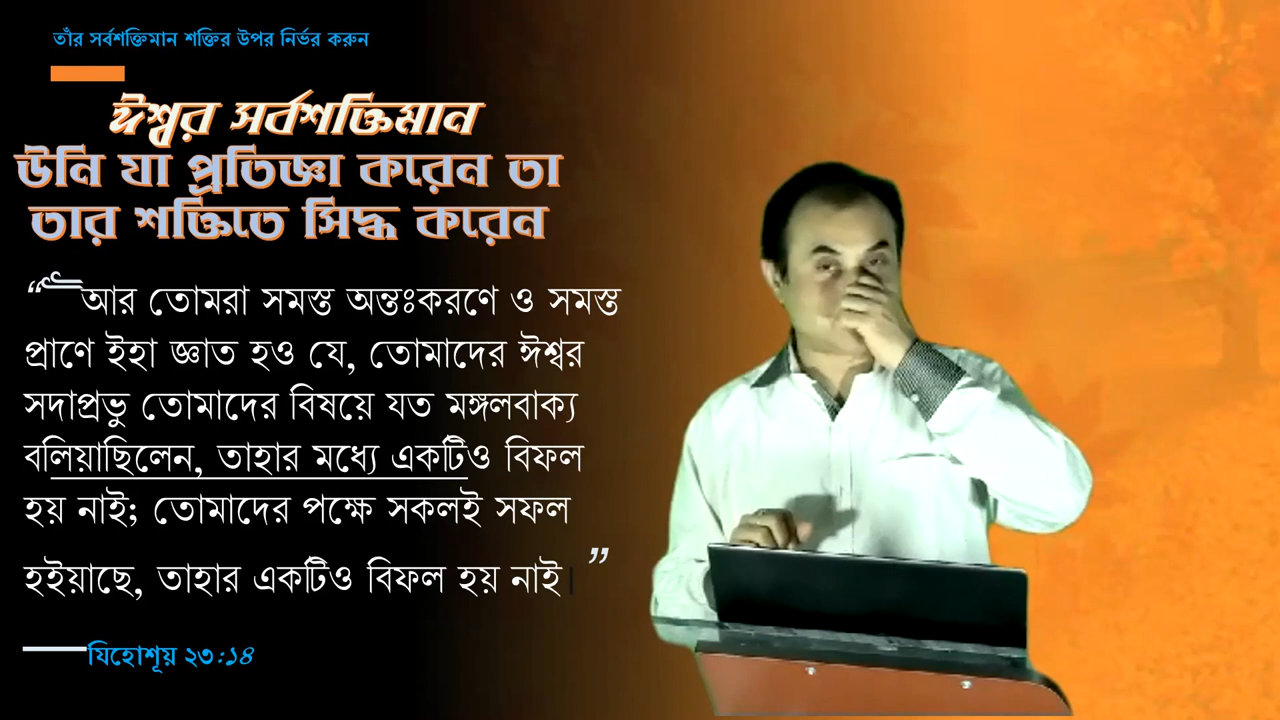 তাঁর সর্বশক্তিমান শক্তির উপর নির্ভর করুন
ঈশ্বর সর্বশক্তিমান
উনি যা প্রতিজ্ঞা করেন তা
তার শক্তিতে সিদ্ধ করেন
“আর তোমরা সমস্ত অন্তঃকরণে ও সমস্ত
প্রাণে ইহা জ্ঞাত হও যে, তোমাদের ঈশ্বর
সদাপ্রভু তোমাদের বিষয়ে যত মঙ্গলবাক্য
বলিয়াছিলেন, তাহার মধ্যে একটিও বিফল
হয় নাই; তোমাদের পক্ষে সকলই সফল
হইয়াছে, তাহার একটিও বিফল হয় নাই।”
যিহোশূয় ২৩:১৪